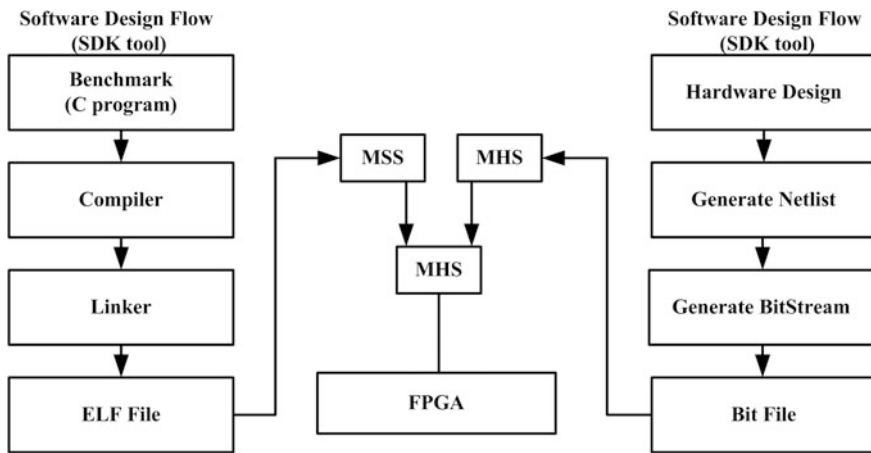 Software Design Flow
(SDK tool)
Benchmark
(C program)
Compiler
Linker
ELF File
MSS
MHS
MHS
FPGA
Software Design Flow
(SDK tool)
Hardware Design
Generate Netlist
Generate BitStream
Bit File